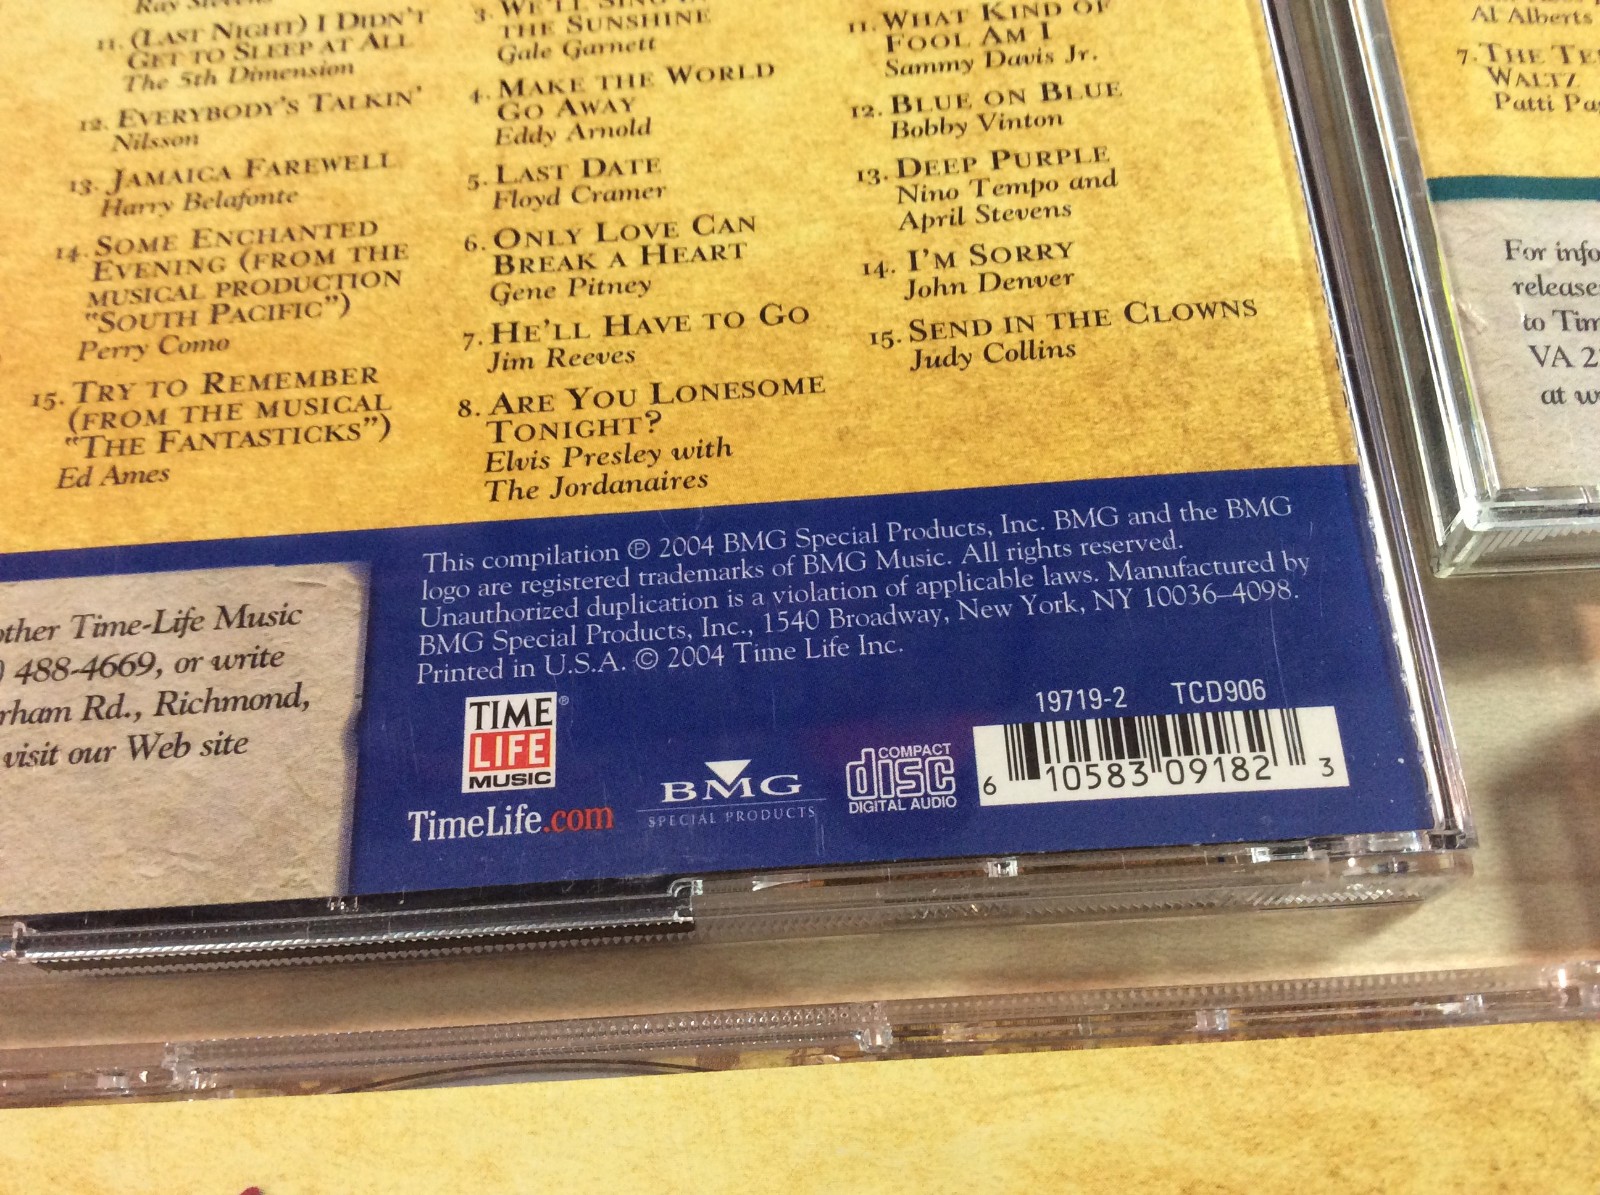 Ray Stevens
11. (LAST NIGHT) I DIDN'T
GET TO SLEEP AT ALL
The 5th Dimension
12. EVERYBODY'S TALKIN'
Nilsson
13. JAMAICA FAREWELL
Harry Belafonte
14. SOME ENCHANTED
EVENING (FROM THE
MUSICAL PRODUCTION
"SOUTH PACIFIC")
Perry Como
15. TRY TO REMEMBER
(FROM THE MUSICAL
"THE FANTASTICKS")
Ed Ames
3. WE'LL SING IN
THE SUNSHINE
Gale Garnett
4. MAKE THE WORLD
GO AWAY
Eddy Arnold
5. LAST DATE
Floyd Cramer
6. ONLY LOVE CAN
BREAK A HEART
Gene Pitney
7. HE'LL HAVE TO GO
Jim Reeves
8. ARE YOU LONESOME
TONIGHT?
Elvis Presley with
The Jordanaires
11. WHAT KIND OF
FOOL AM I
Sammy Davis Jr.
12. BLUE ON BLUE
Bobby Vinton
13. DEEP PURPLE
Nino Tempo and
April Stevens
14. I'M SORRY
John Denver
15. SEND IN THE CLOWNS
Judy Collins
other Time-Life Music
) 488-4669, or write
rham Rd., Richmond,
visit our Web site
This compilation ℗ 2004 BMG Special Products, Inc. BMG and the BMG
logo are registered trademarks of BMG Music. All rights reserved.
Unauthorized duplication is a violation of applicable laws. Manufactured by
BMG Special Products, Inc., 1540 Broadway, New York, NY 10036–4098.
Printed in U.S.A. © 2004 Time Life Inc.
TIME ®
LIFE
MUSIC
TimeLife.com
BMG
SPECIAL PRODUCTS
COMPACT
disc
DIGITAL AUDIO
19719-2 TCD906
6 10583 09182 3
Al Alberts
7. THE TE
WALTZ
Patti Pa
For info
release
to Tim
VA 2
at w